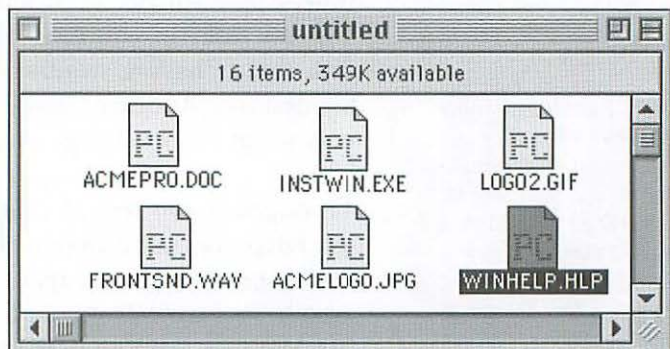 untitled
16 items, 349K available
PC PC PC
ACMEPRO.DOC INSTWIN.EXE LOGO2.GIF
PC PC PC
FRONTSND.WAV ACMELOGO.JPG WINHELP.HLP